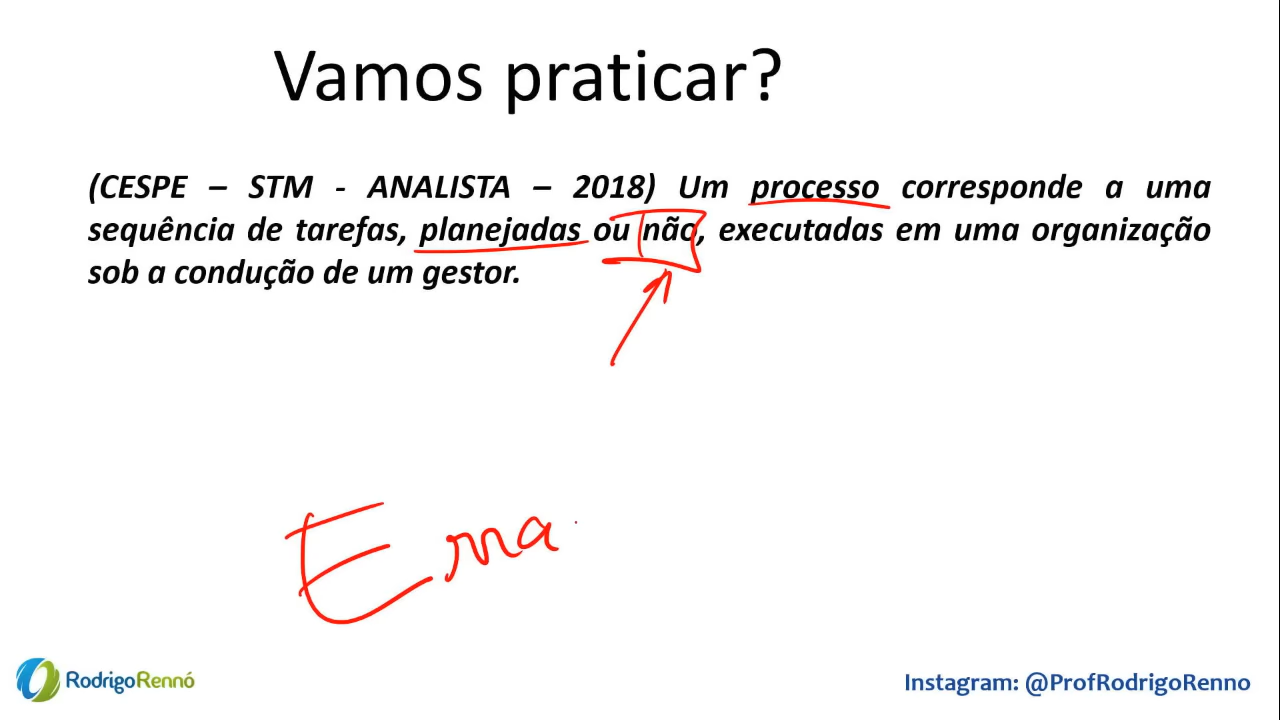 Vamos praticar?
(CESPE – STM - ANALISTA – 2018) Um processo corresponde a uma
sequência de tarefas, planejadas ou não, executadas em uma organização
sob a condução de um gestor.
Erra
RodrigoRennó
Instagram: @ProfRodrigoRenno